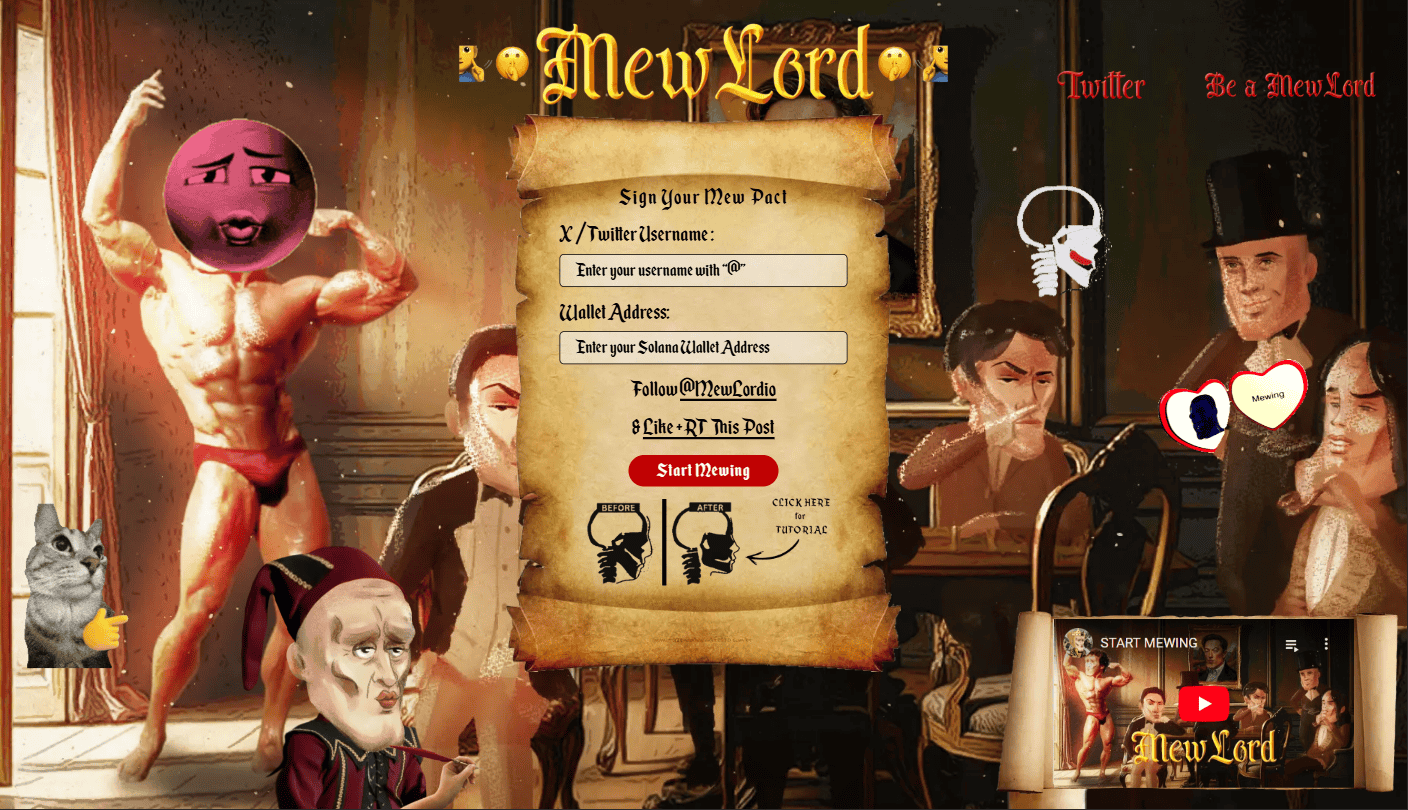 MewLord
Twitter
Be a MewLord
Sign Your Mew Pact
X / Twitter Username:
Enter your username with “@”
Wallet Address:
Enter your Solana Wallet Address
Follow @MewLordio
& Like + RT This Post
Start Mewing
BEFORE
AFTER
CLICK HERE
for
TUTORIAL
Mewing
START MEWING
MewLord